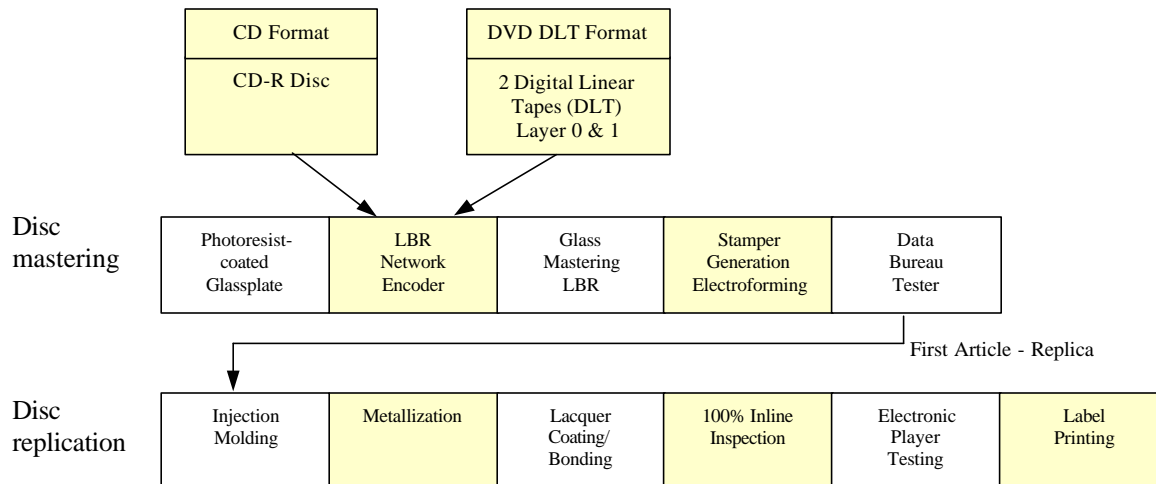 CD Format
CD-R Disc
DVD DLT Format
2 Digital Linear
Tapes (DLT)
Layer 0 & 1
Disc
mastering
Photoresist-
coated
Glassplate
LBR
Network
Encoder
Glass
Mastering
LBR
Stamper
Generation
Electroforming
Data
Bureau
Tester
First Article - Replica
Disc
replication
Injection
Molding
Metallization
Lacquer
Coating/
Bonding
100% Inline
Inspection
Electronic
Player
Testing
Label
Printing